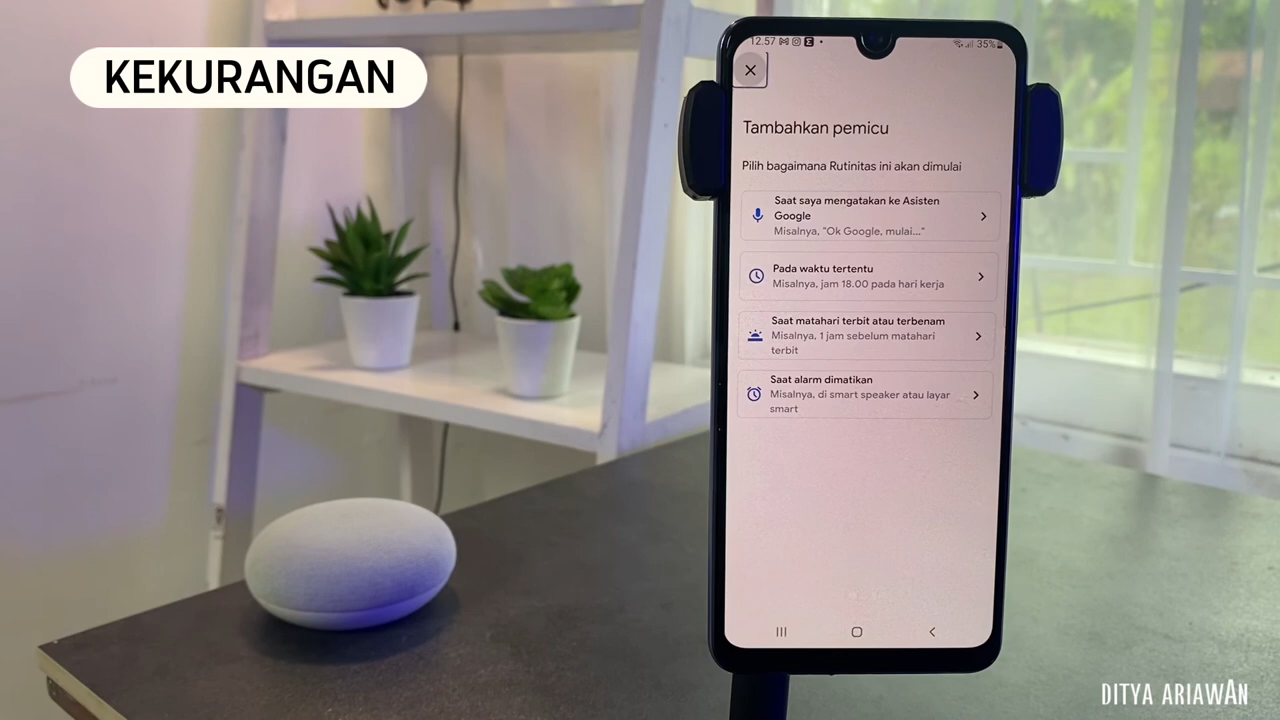 KEKURANGAN
12.57
35%
Tambahkan pemicu
Pilih bagaimana Rutinitas ini akan dimulai
Saat saya mengatakan ke Asisten
Google
Misalnya, "Ok Google, mulai..."
Pada waktu tertentu
Misalnya, jam 18.00 pada hari kerja
Saat matahari terbit atau terbenam
Misalnya, 1 jam sebelum matahari
terbit
Saat alarm dimatikan
Misalnya, di smart speaker atau layar
smart
DITYA ARIAWAN